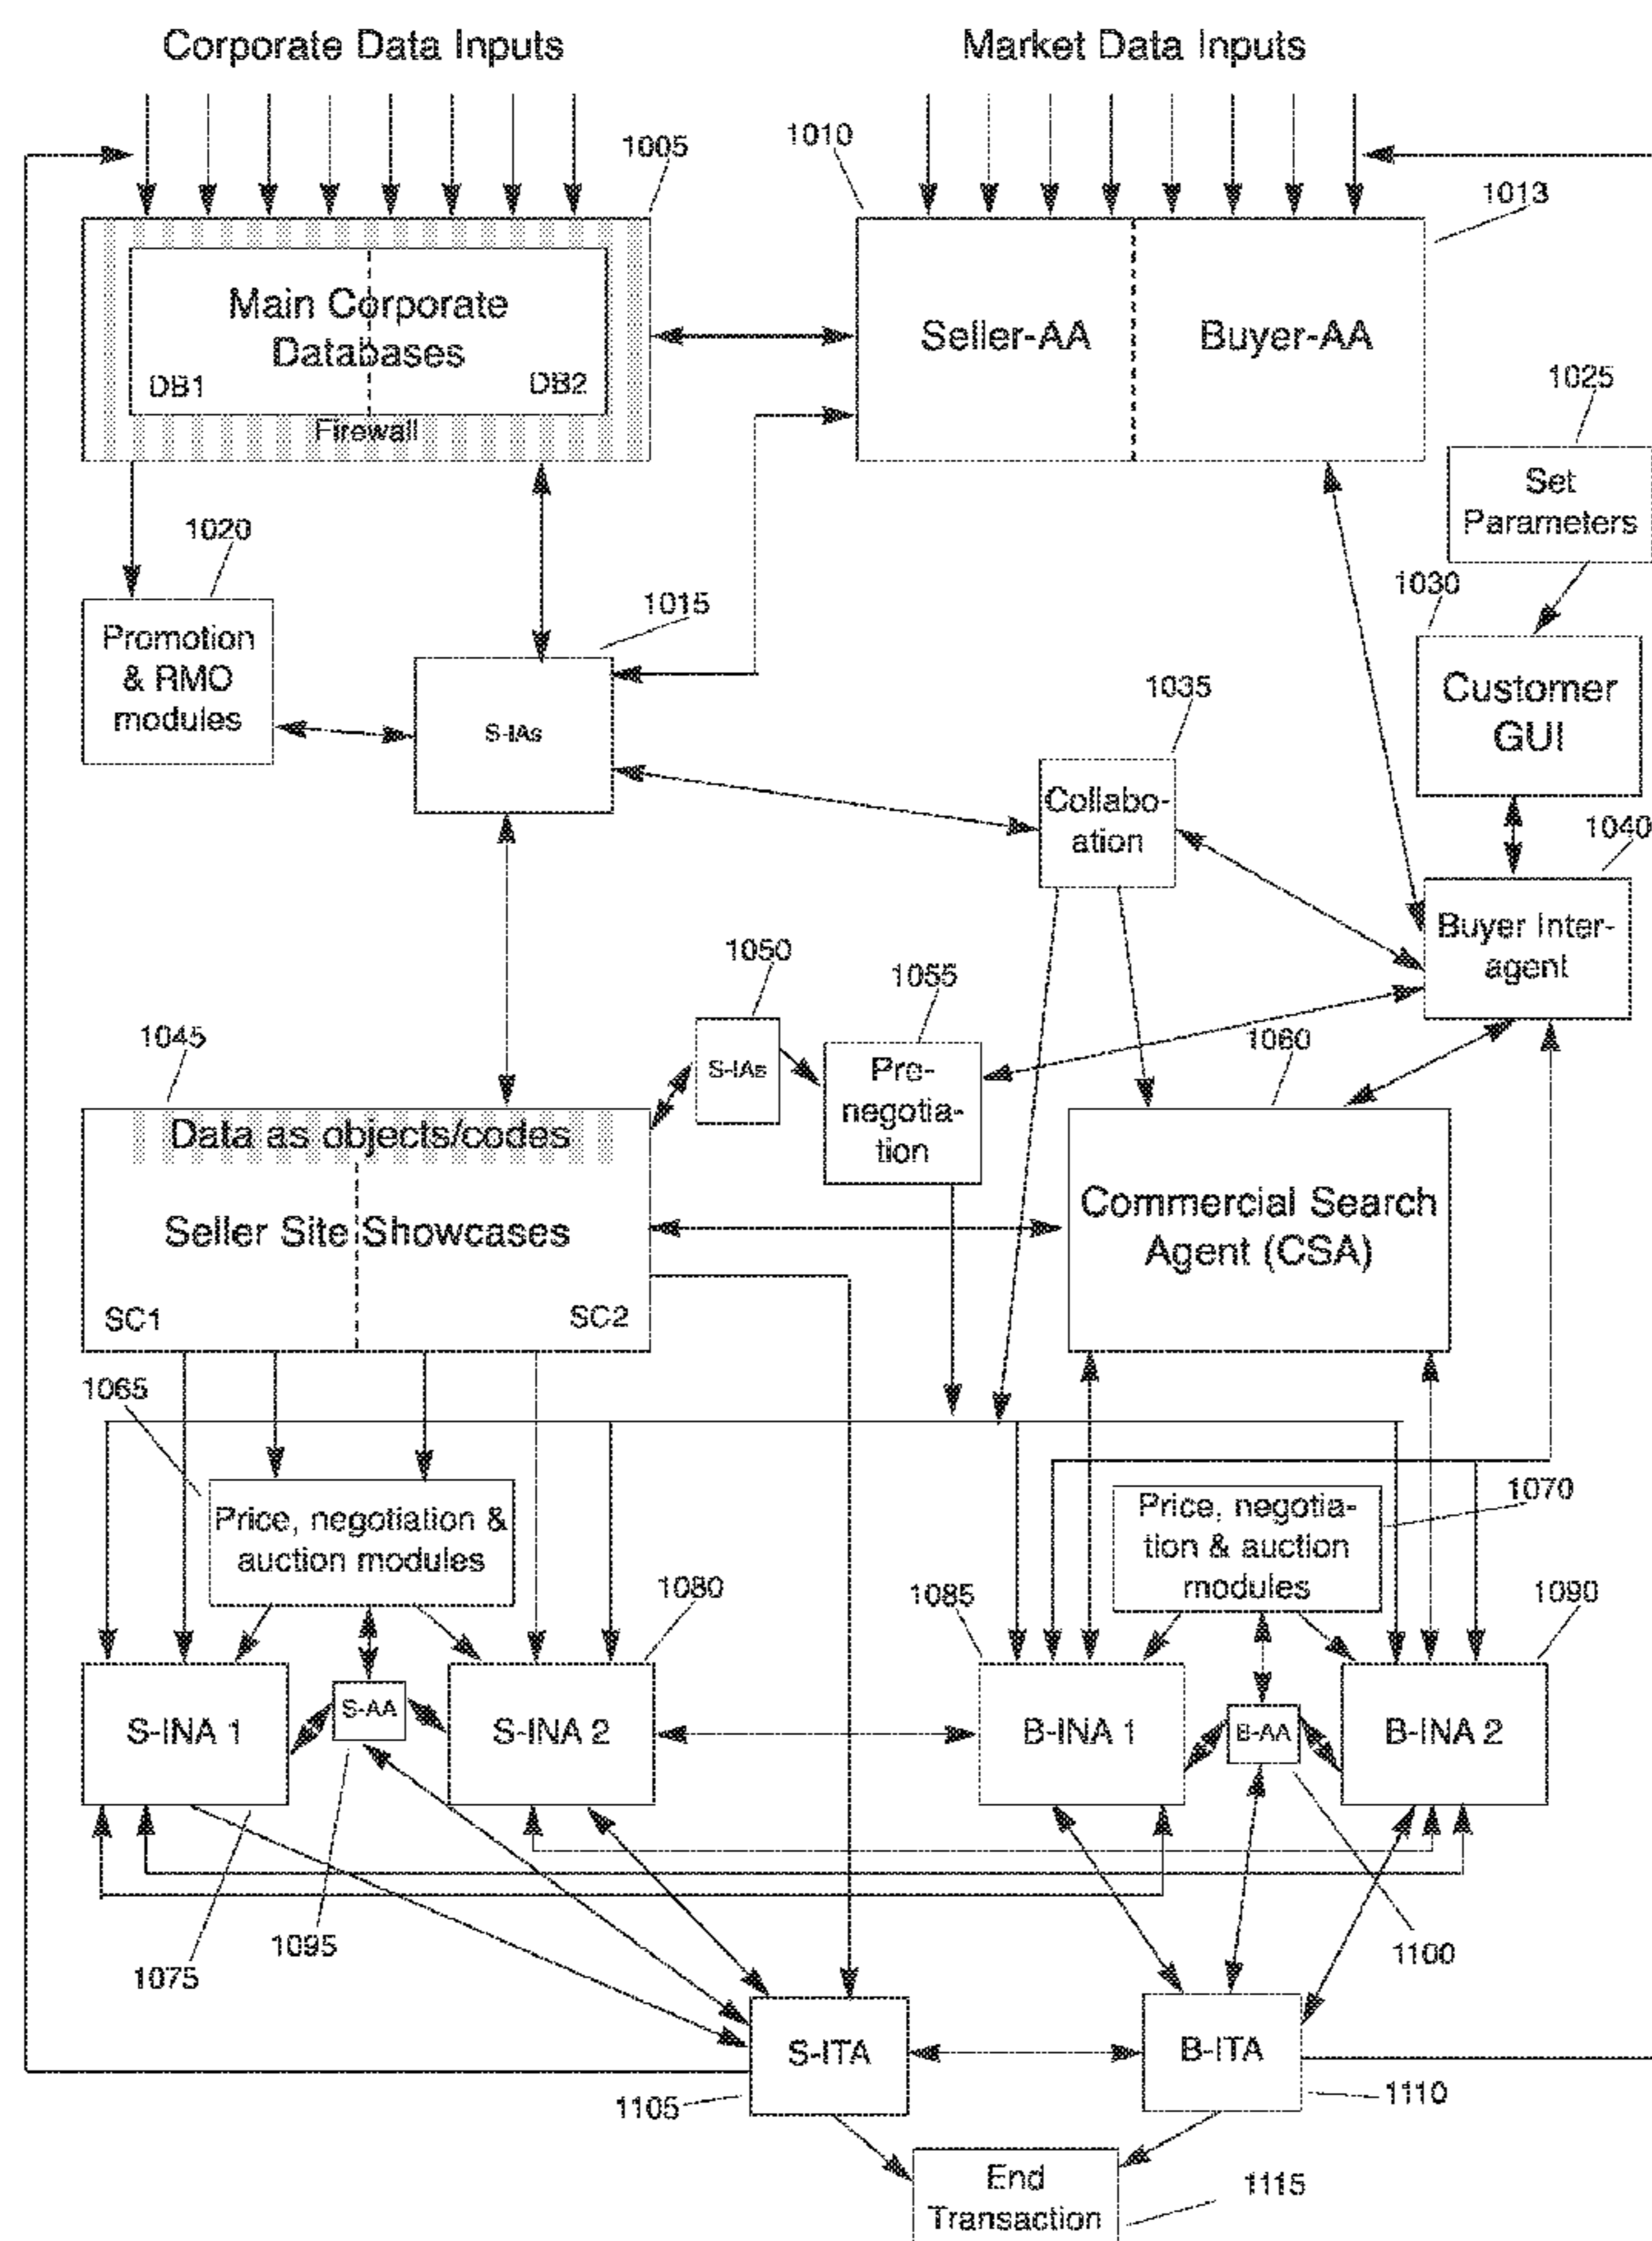 Corporate Data Inputs
Market Data Inputs
1005
1010
1013
Main Corporate
Databases
DB1
DB2
Firewall
Seller-AA
Buyer-AA
1025
Set
Parameters
1020
1015
1030
Promotion
& RMO
modules
S-IAs
1035
Customer
GUI
Collabo-
ation
1040
Buyer Inter-
agent
1050
1055
1045
1060
S-IAs
Pre-
negotia-
tion
Data as objects/codes
Seller Site Showcases
SC1
SC2
Commercial Search
Agent (CSA)
1065
1070
Price, negotiation &
auction modules
Price, negotia-
tion & auction
modules
1080
1085
1090
S-INA 1
S-AA
S-INA 2
B-INA 1
B-AA
B-INA 2
1095
1075
1100
S-ITA
B-ITA
1105
1110
End
Transaction
1115